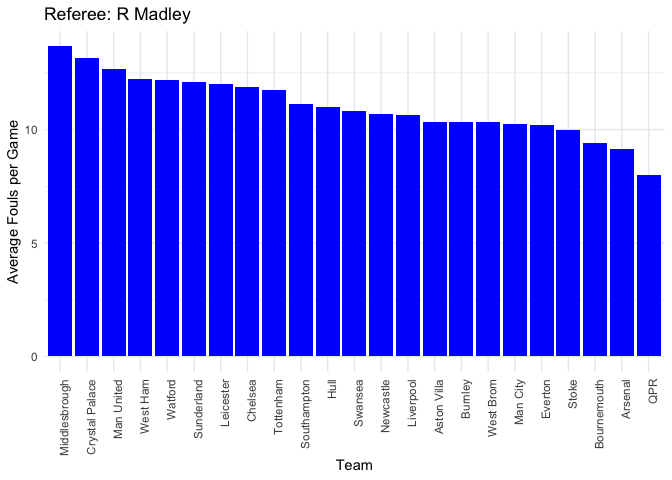 Referee: R Madley
Average Fouls per Game
10
5
0
Middlesbrough
Crystal Palace
Man United
West Ham
Watford
Sunderland
Leicester
Chelsea
Tottenham
Southampton
Hull
Swansea
Newcastle
Liverpool
Aston Villa
Burnley
West Brom
Man City
Everton
Stoke
Bournemouth
Arsenal
QPR
Team